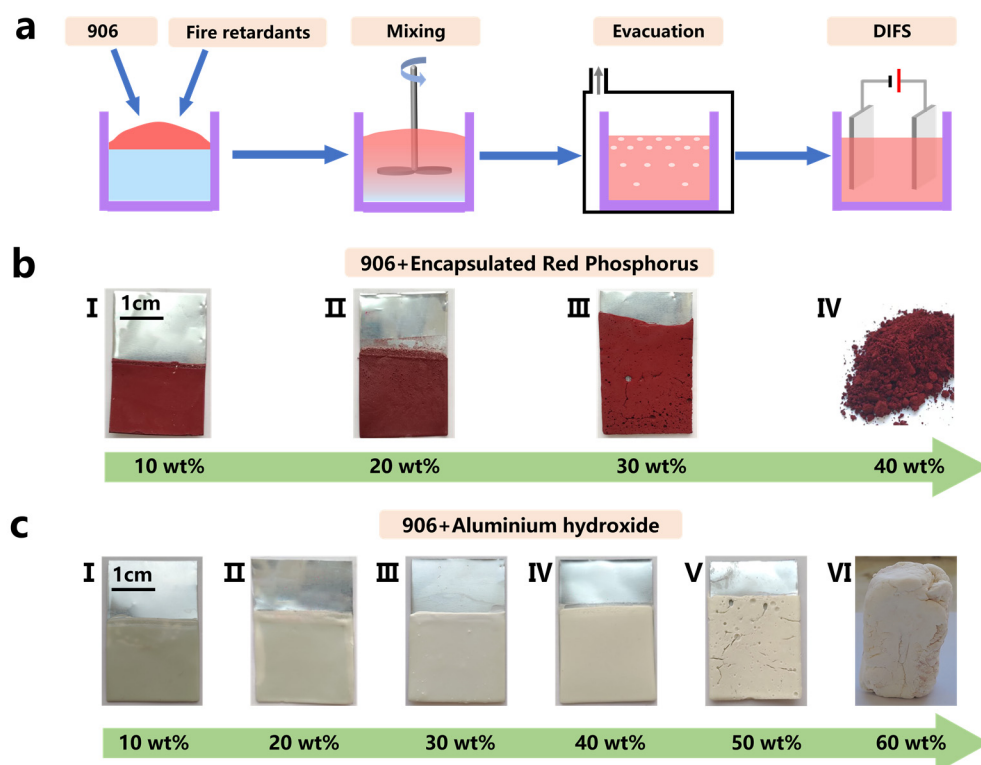 a
906
Fire retardants
Mixing
Evacuation
DIFS
b
906+Encapsulated Red Phosphorus
I
1cm
II
III
IV
10 wt%
20 wt%
30 wt%
40 wt%
c
906+Aluminium hydroxide
I
1cm
II
III
IV
V
VI
10 wt%
20 wt%
30 wt%
40 wt%
50 wt%
60 wt%